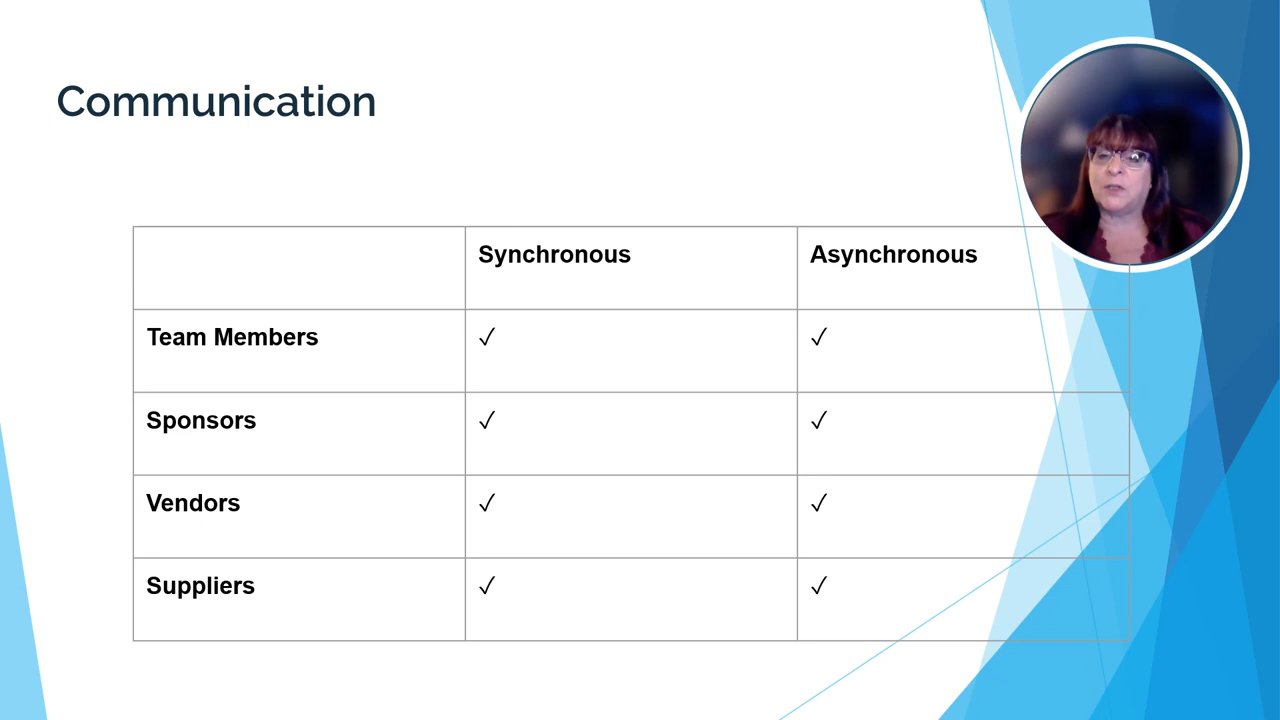 Communication
Synchronous Asynchronous
Team Members ✓ ✓
Sponsors ✓ ✓
Vendors ✓ ✓
Suppliers ✓ ✓